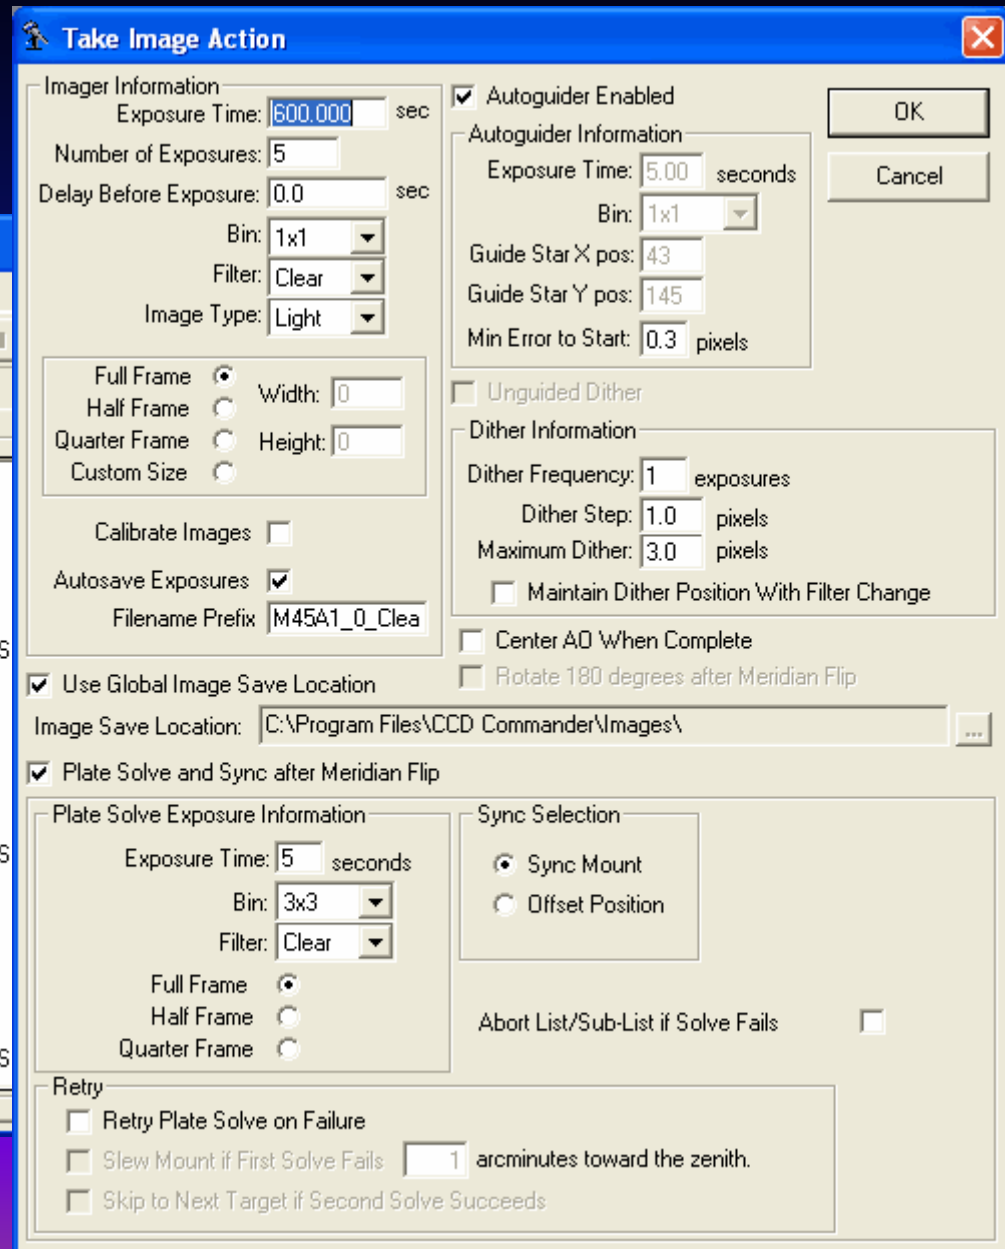 Take Image Action
Imager Information
Exposure Time: 600.000 sec
Number of Exposures: 5
Delay Before Exposure: 0.0 sec
Bin: 1x1
Filter: Clear
Image Type: Light
Full Frame
Half Frame
Quarter Frame
Custom Size
Width: 0
Height: 0
Calibrate Images
Autosave Exposures
Filename Prefix M45A1_0_Clea
Autoguider Enabled
Autoguider Information
Exposure Time: 5.00 seconds
Bin: 1x1
Guide Star X pos: 43
Guide Star Y pos: 145
Min Error to Start: 0.3 pixels
OK
Cancel
Unguided Dither
Dither Information
Dither Frequency: 1 exposures
Dither Step: 1.0 pixels
Maximum Dither: 3.0 pixels
Maintain Dither Position With Filter Change
Center AO When Complete
Rotate 180 degrees after Meridian Flip
Use Global Image Save Location
Image Save Location: C:\Program Files\CCD Commander\Images\
...
Plate Solve and Sync after Meridian Flip
Plate Solve Exposure Information
Exposure Time: 5 seconds
Bin: 3x3
Filter: Clear
Full Frame
Half Frame
Quarter Frame
Sync Selection
Sync Mount
Offset Position
Abort List/Sub-List if Solve Fails
Retry
Retry Plate Solve on Failure
Slew Mount if First Solve Fails 1 arcminutes toward the zenith.
Skip to Next Target if Second Solve Succeeds